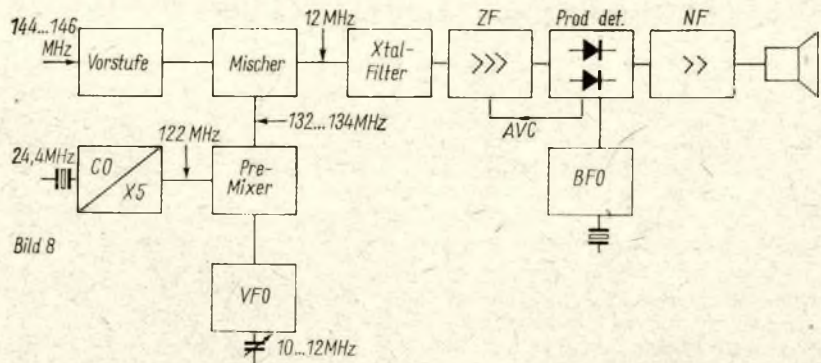 144...146
MHz
Vorstufe
Mischer
12 MHz
Xtal-
Filter
ZF
>>>
Prod det.
NF
>>
AVC
132...134MHz
122 MHz
24,4MHz
CO
X5
Pre-
Mixer
BFO
Bild 8
VFO
10...12MHz